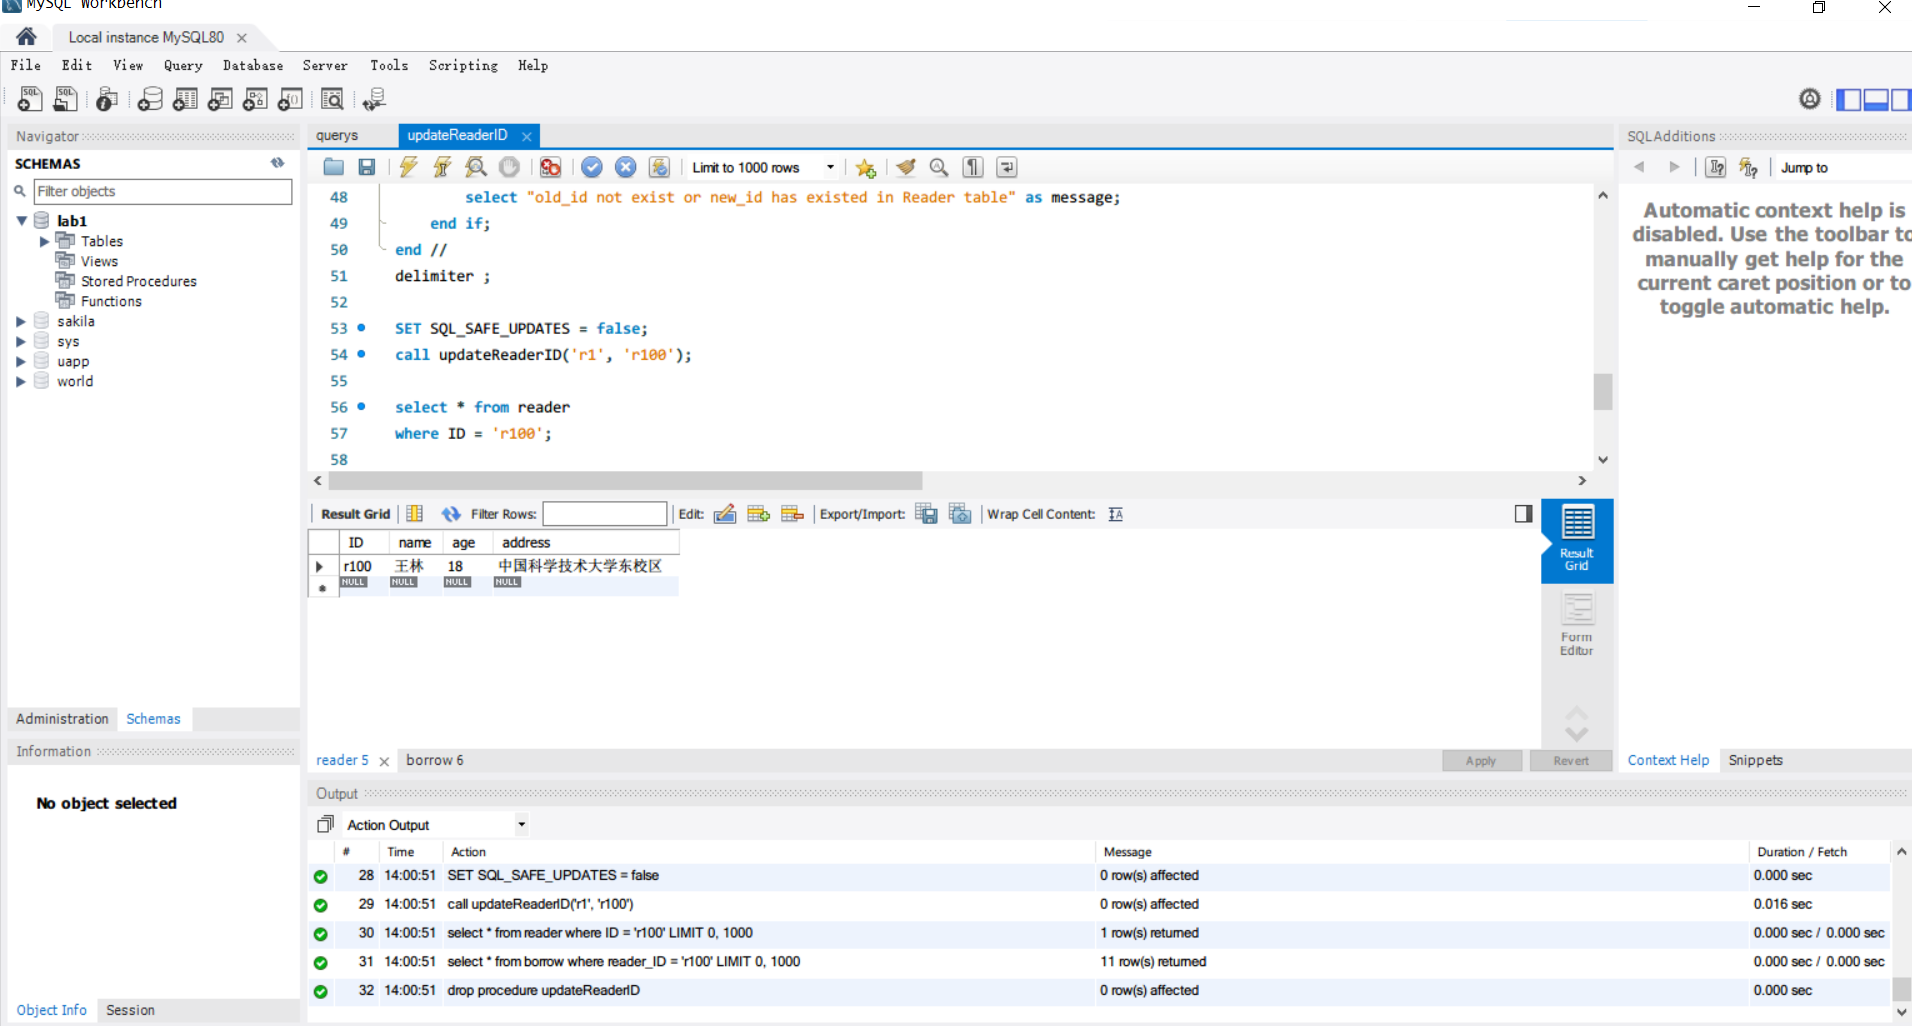 MySQL Workbench
Local instance MySQL80
File Edit View Query Database Server Tools Scripting Help
Navigator
SCHEMAS
Filter objects
lab1
Tables
Views
Stored Procedures
Functions
sakila
sys
uapp
world
Administration Schemas
Information
No object selected
Object Info Session
querys updateReaderID
Limit to 1000 rows
48 select "old_id not exist or new_id has existed in Reader table" as message;
49 end if;
50 end //
51 delimiter ;
52
53 SET SQL_SAFE_UPDATES = false;
54 call updateReaderID('r1', 'r100');
55
56 select * from reader
57 where ID = 'r100';
58
Result Grid Filter Rows: Edit: Export/Import: Wrap Cell Content:
ID name age address
r100 王林 18 中国科学技术大学东校区
NULL NULL NULL NULL
Result
Grid
Form
Editor
reader 5 borrow 6
Apply Revert
SQLAdditions
Jump to
Automatic context help is
disabled. Use the toolbar to
manually get help for the
current caret position or to
toggle automatic help.
Context Help Snippets
Output
Action Output
# Time Action Message Duration / Fetch
28 14:00:51 SET SQL_SAFE_UPDATES = false 0 row(s) affected 0.000 sec
29 14:00:51 call updateReaderID('r1', 'r100') 0 row(s) affected 0.016 sec
30 14:00:51 select * from reader where ID = 'r100' LIMIT 0, 1000 1 row(s) returned 0.000 sec / 0.000 sec
31 14:00:51 select * from borrow where reader_ID = 'r100' LIMIT 0, 1000 11 row(s) returned 0.000 sec / 0.000 sec
32 14:00:51 drop procedure updateReaderID 0 row(s) affected 0.000 sec